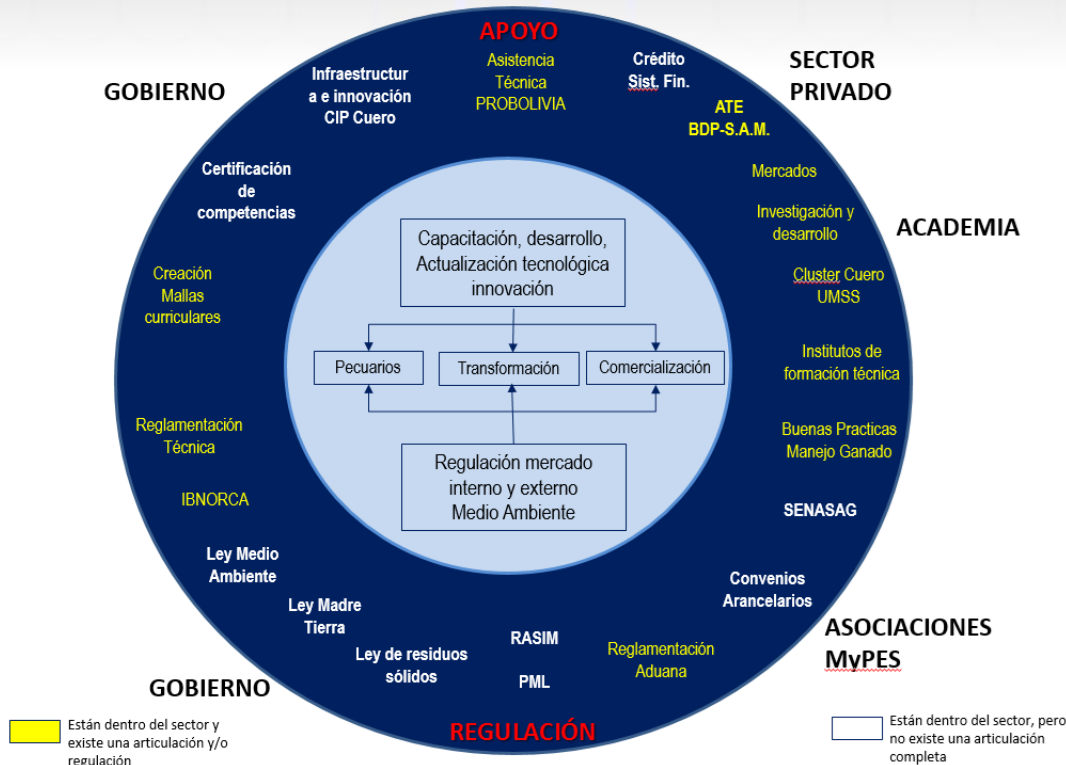 APOYO
Asistencia
Técnica
PROBOLIVIA
Crédito
Sist. Fin.
SECTOR
PRIVADO
GOBIERNO
Infraestructur
a e innovación
CIP Cuero
ATE
BDP-S.A.M.
Certificación
de
competencias
Mercados
Investigación y
desarrollo
ACADEMIA
Creación
Mallas
curriculares
Cluster Cuero
UMSS
Capacitación, desarrollo,
Actualización tecnológica
innovación
Pecuarios
Transformación
Comercialización
Institutos de
formación técnica
Reglamentación
Técnica
Buenas Practicas
Manejo Ganado
Regulación mercado
interno y externo
Medio Ambiente
IBNORCA
SENASAG
Ley Medio
Ambiente
Convenios
Arancelarios
Ley Madre
Tierra
ASOCIACIONES
MyPES
Ley de residuos
sólidos
RASIM
PML
Reglamentación
Aduana
GOBIERNO
REGULACIÓN
Están dentro del sector y
existe una articulación y/o
regulación
Están dentro del sector, pero
no existe una articulación
completa